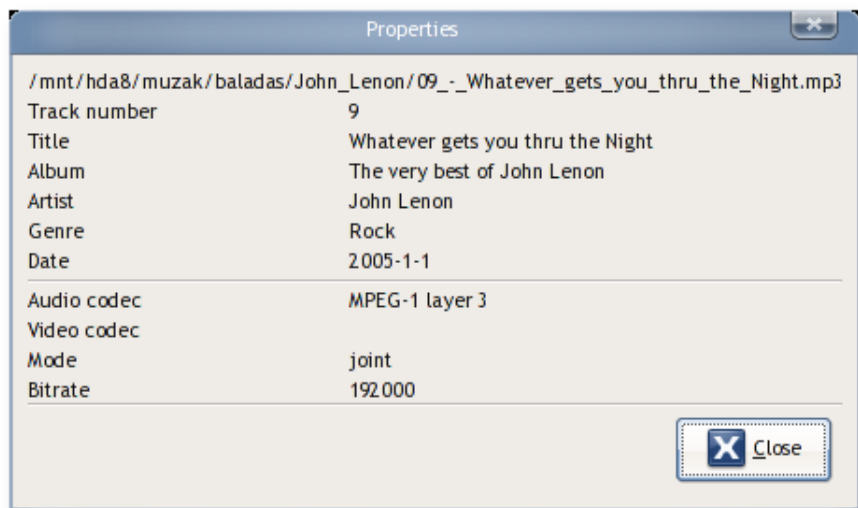 Properties
/mnt/hda8/muzak/baladas/John_Lenon/09_-_Whatever_gets_you_thru_the_Night.mp3
Track number 9
Title Whatever gets you thru the Night
Album The very best of John Lenon
Artist John Lenon
Genre Rock
Date 2005-1-1
Audio codec MPEG-1 layer 3
Video codec
Mode joint
Bitrate 192000
Close